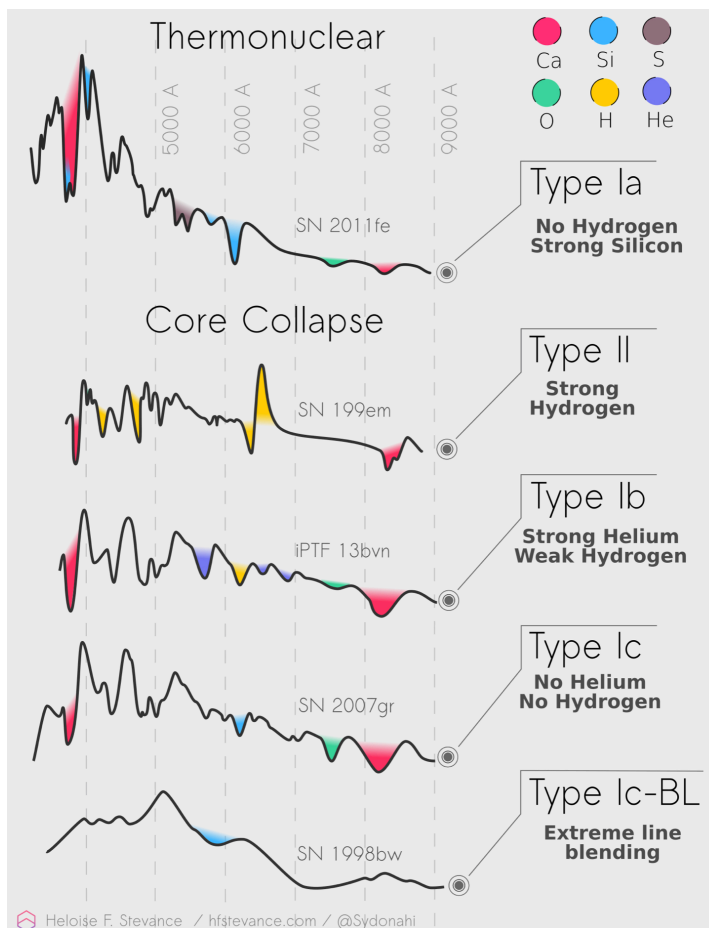 Thermonuclear
Ca Si S
O H He
5000 A
6000 A
7000 A
8000 A
9000 A
Type Ia
No Hydrogen
Strong Silicon
SN 2011fe
Core Collapse
Type II
Strong
Hydrogen
SN 199em
Type Ib
Strong Helium
Weak Hydrogen
iPTF 13bvn
Type Ic
No Helium
No Hydrogen
SN 2007gr
Type Ic-BL
Extreme line
blending
SN 1998bw
Heloise F. Stevance / hfstevance.com / @Sydonahi